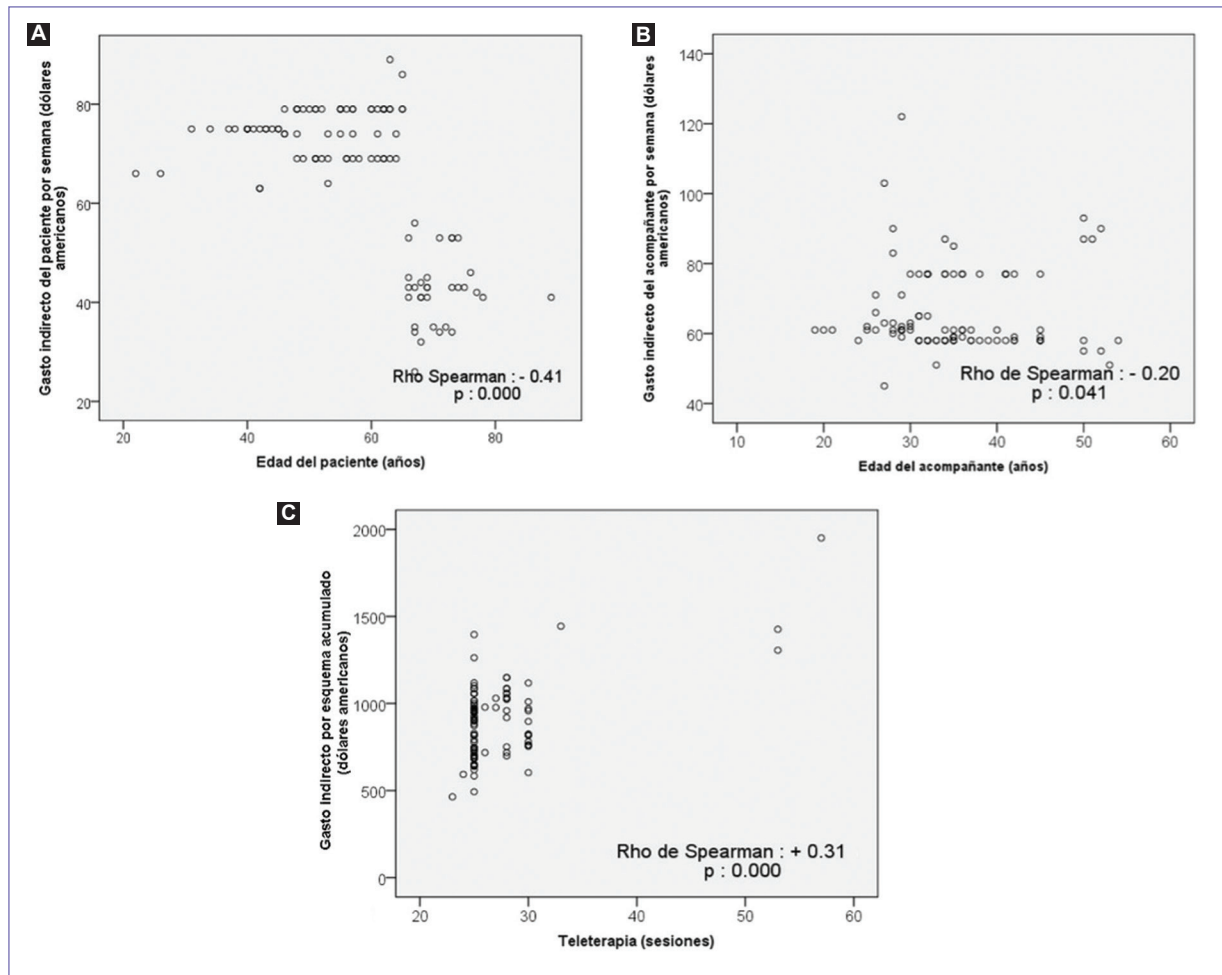 A
Gasto indirecto del paciente por semana (dólares
americanos)
80
60
40
20
Rho Spearman : - 0.41
p : 0.000
20 40 60 80
Edad del paciente (años)
B
Gasto indirecto del acompañante por semana (dólares
americanos)
140
120
100
80
60
40
Rho de Spearman : - 0.20
p : 0.041
10 20 30 40 50 60
Edad del acompañante (años)
C
Gasto Indirecto por esquema acumulado
(dólares americanos)
2000
1500
1000
500
0
Rho de Spearman : + 0.31
p : 0.000
20 30 40 50 60
Teleterapia (sesiones)